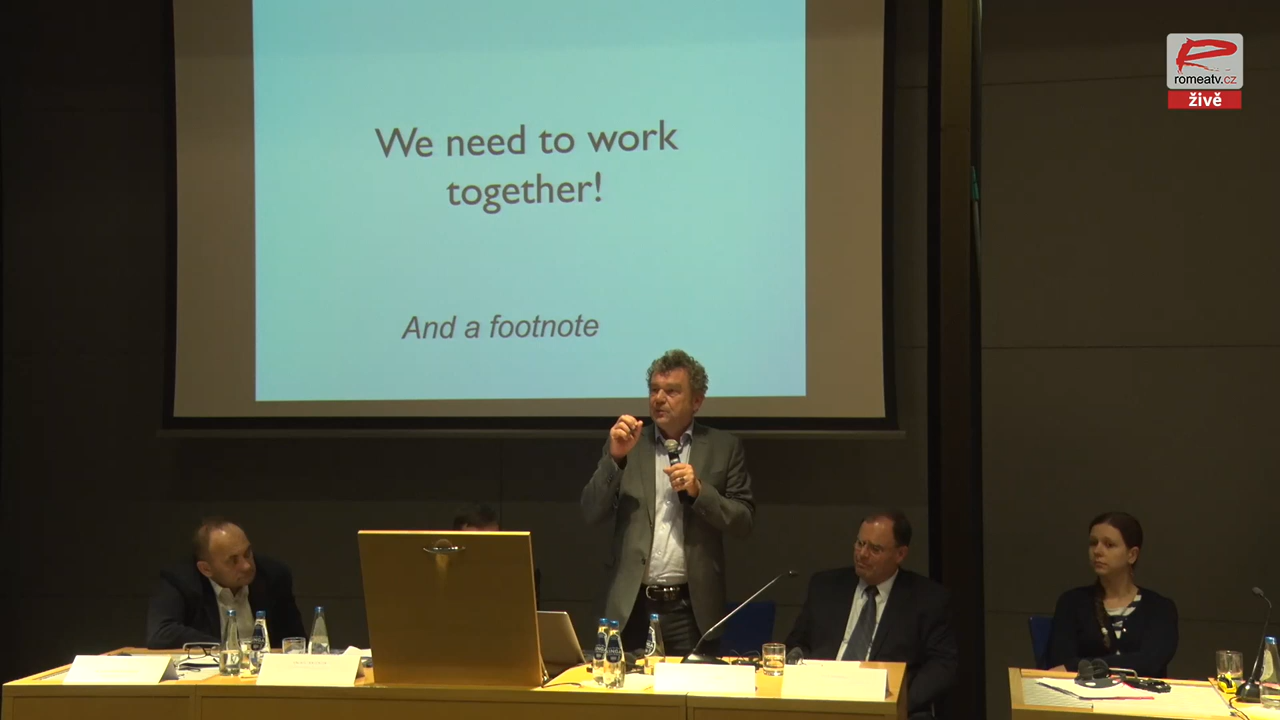 We need to work
together!
And a footnote
romeatv.cz
živě